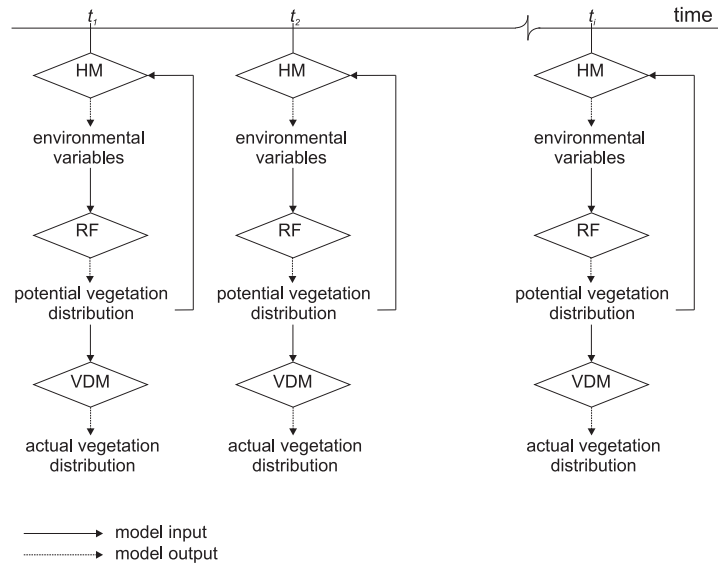 t1 t2 ti time
HM HM HM
environmental variables
environmental variables
environmental variables
RF RF RF
potential vegetation distribution
potential vegetation distribution
potential vegetation distribution
VDM VDM VDM
actual vegetation distribution
actual vegetation distribution
actual vegetation distribution
model input
model output